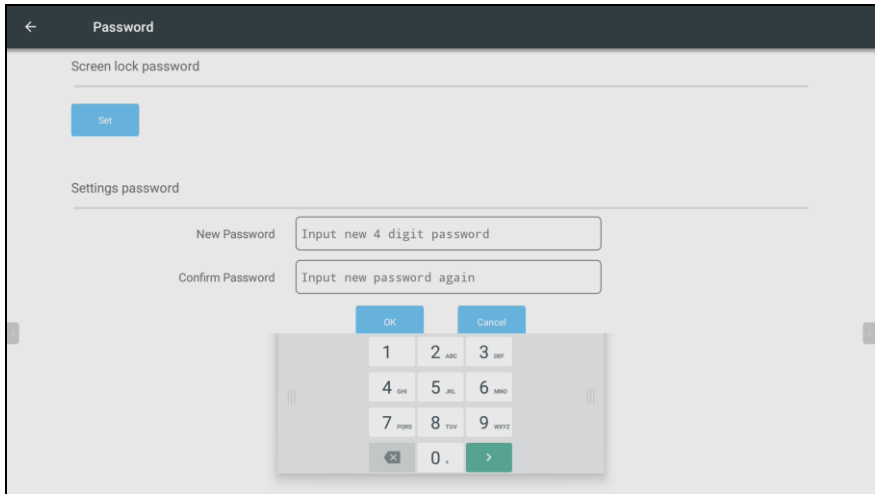 Password
Screen lock password
Set
Settings password
New Password Input new 4 digit password
Confirm Password Input new password again
OK Cancel
1 2 ABC 3 DEF
4 GHI 5 JKL 6 MNO
7 PQRS 8 TUV 9 WXYZ
0 .